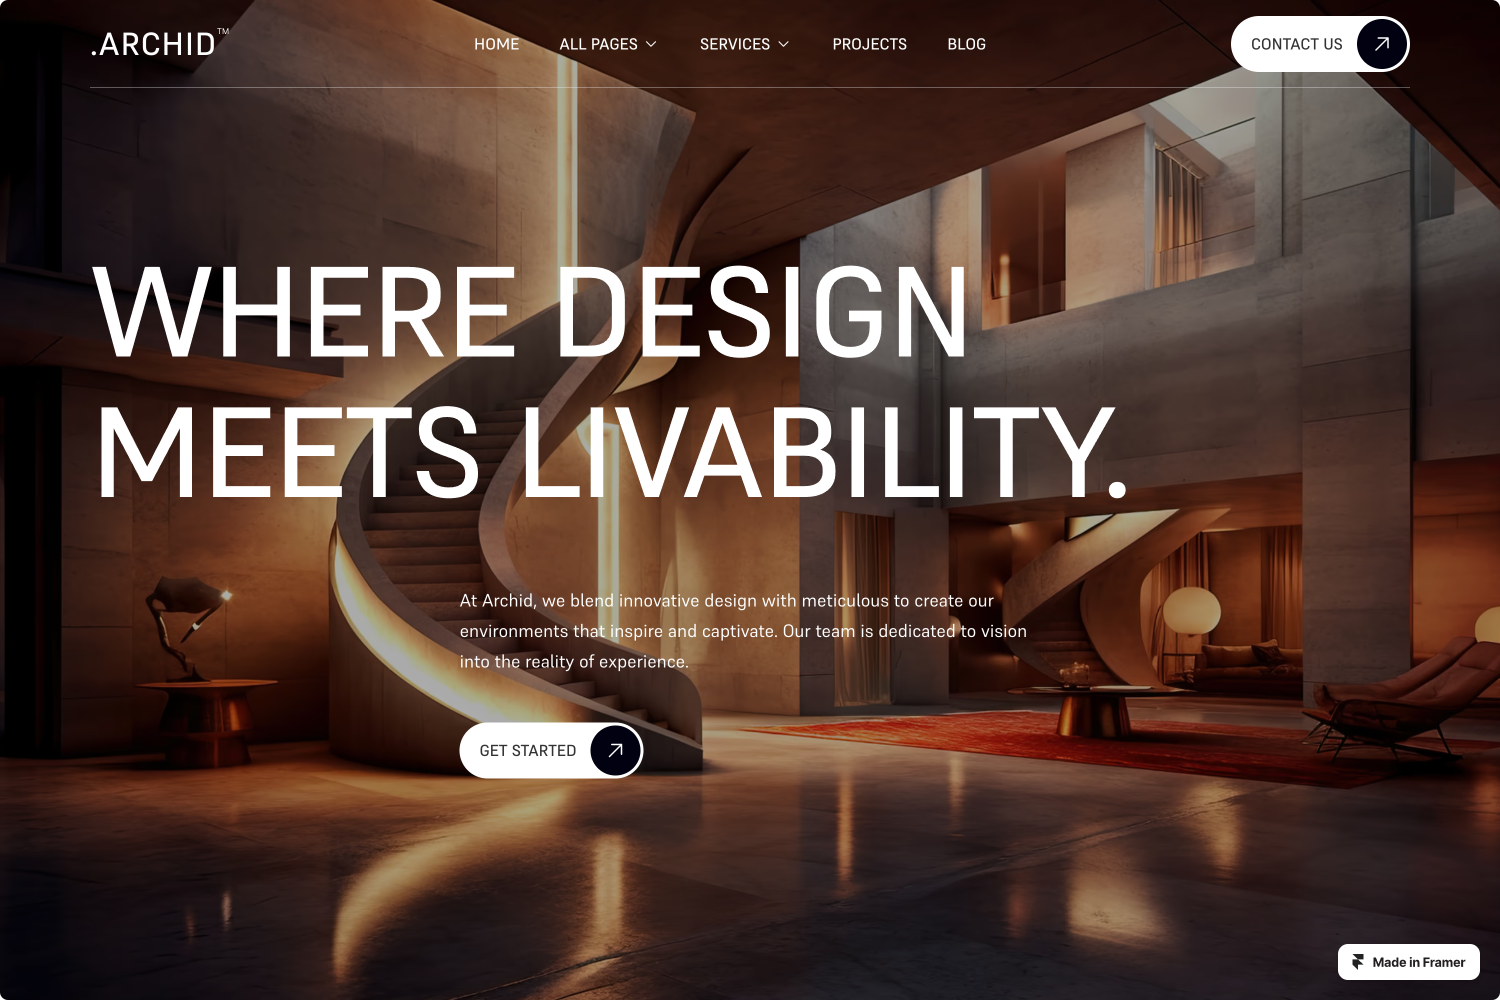 .ARCHID™
HOME ALL PAGES SERVICES PROJECTS BLOG
CONTACT US
WHERE DESIGN
MEETS LIVABILITY.
At Archid, we blend innovative design with meticulous to create our
environments that inspire and captivate. Our team is dedicated to vision
into the reality of experience.
GET STARTED
Made in Framer